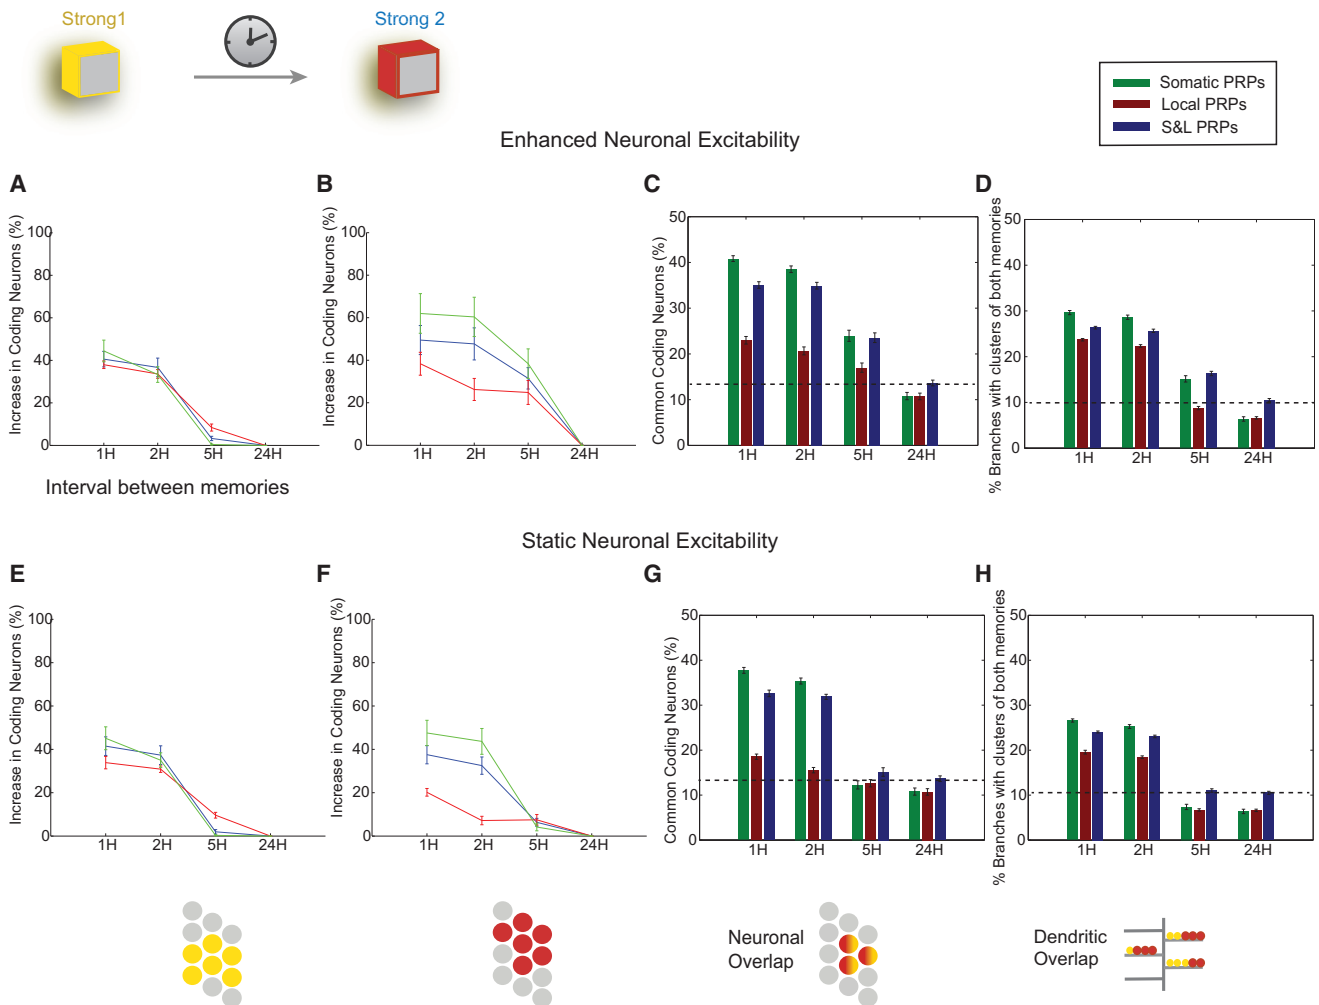 Strong1
Strong 2
Somatic PRPs
Local PRPs
S&L PRPs
Enhanced Neuronal Excitability
A
Increase in Coding Neurons (%)
100
80
60
40
20
0
1H 2H 5H 24H
Interval between memories
B
Increase in Coding Neurons (%)
100
80
60
40
20
0
1H 2H 5H 24H
C
Common Coding Neurons (%)
50
40
30
20
10
0
1H 2H 5H 24H
D
% Branches with clusters of both memories
50
40
30
20
10
0
1H 2H 5H 24H
Static Neuronal Excitability
E
Increase in Coding Neurons (%)
100
80
60
40
20
0
1H 2H 5H 24H
F
Increase in Coding Neurons (%)
100
80
60
40
20
0
1H 2H 5H 24H
G
Common Coding Neurons (%)
50
40
30
20
10
0
1H 2H 5H 24H
H
% Branches with clusters of both memories
50
40
30
20
10
0
1H 2H 5H 24H
Neuronal
Overlap
Dendritic
Overlap